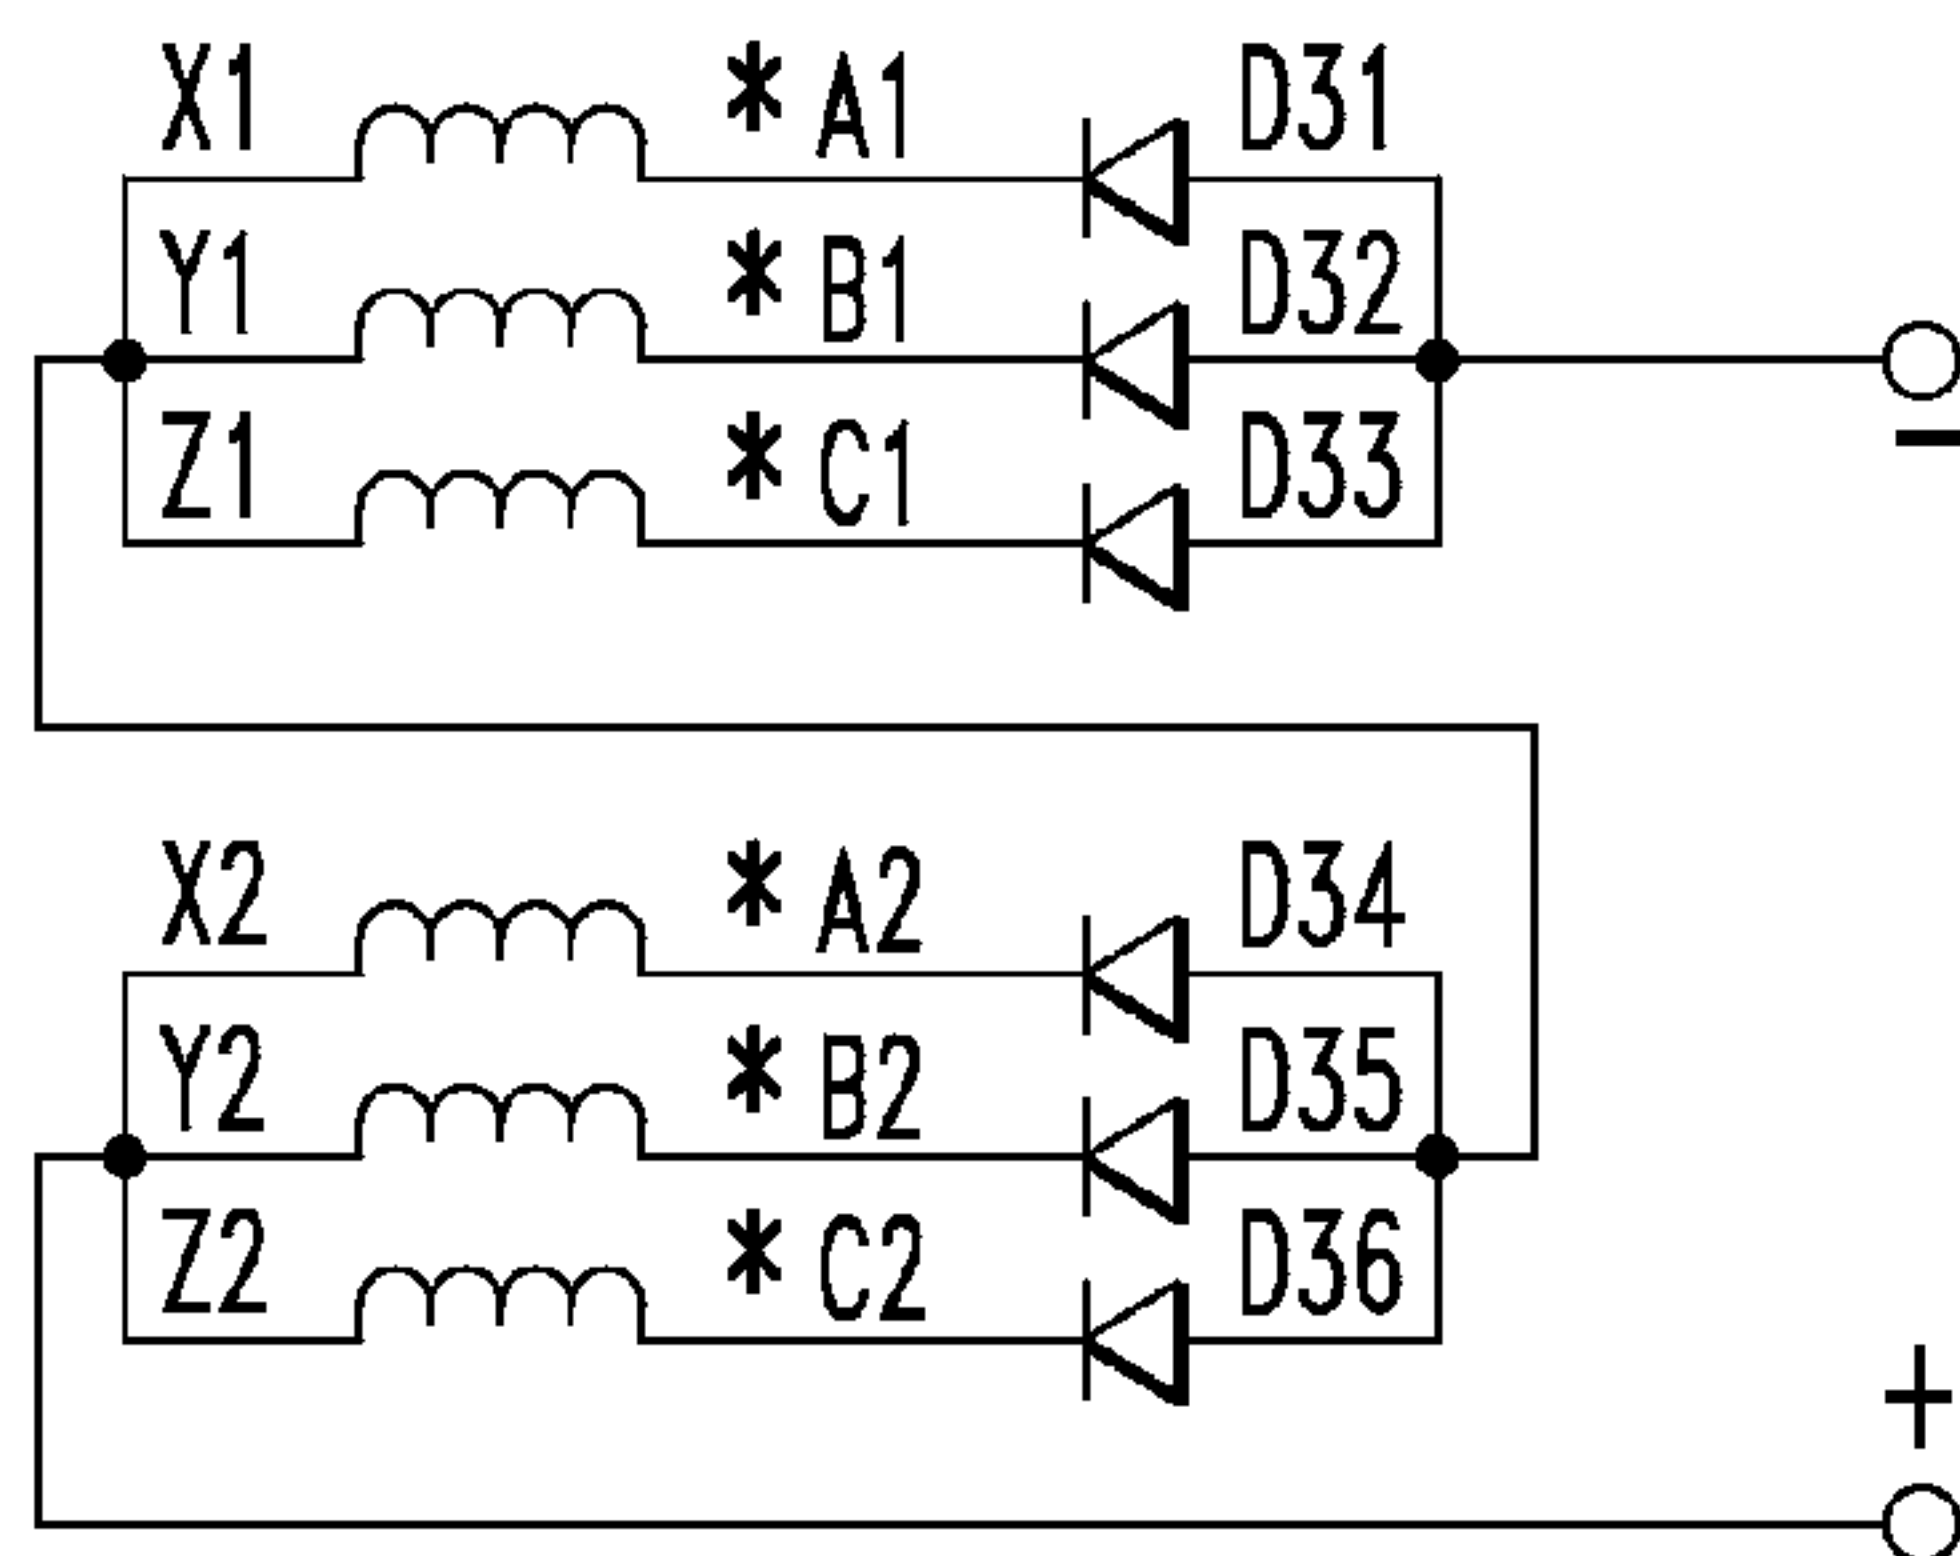 X1 * A1 D31
Y1 * B1 D32
Z1 * C1 D33
−
X2 * A2 D34
Y2 * B2 D35
Z2 * C2 D36
+